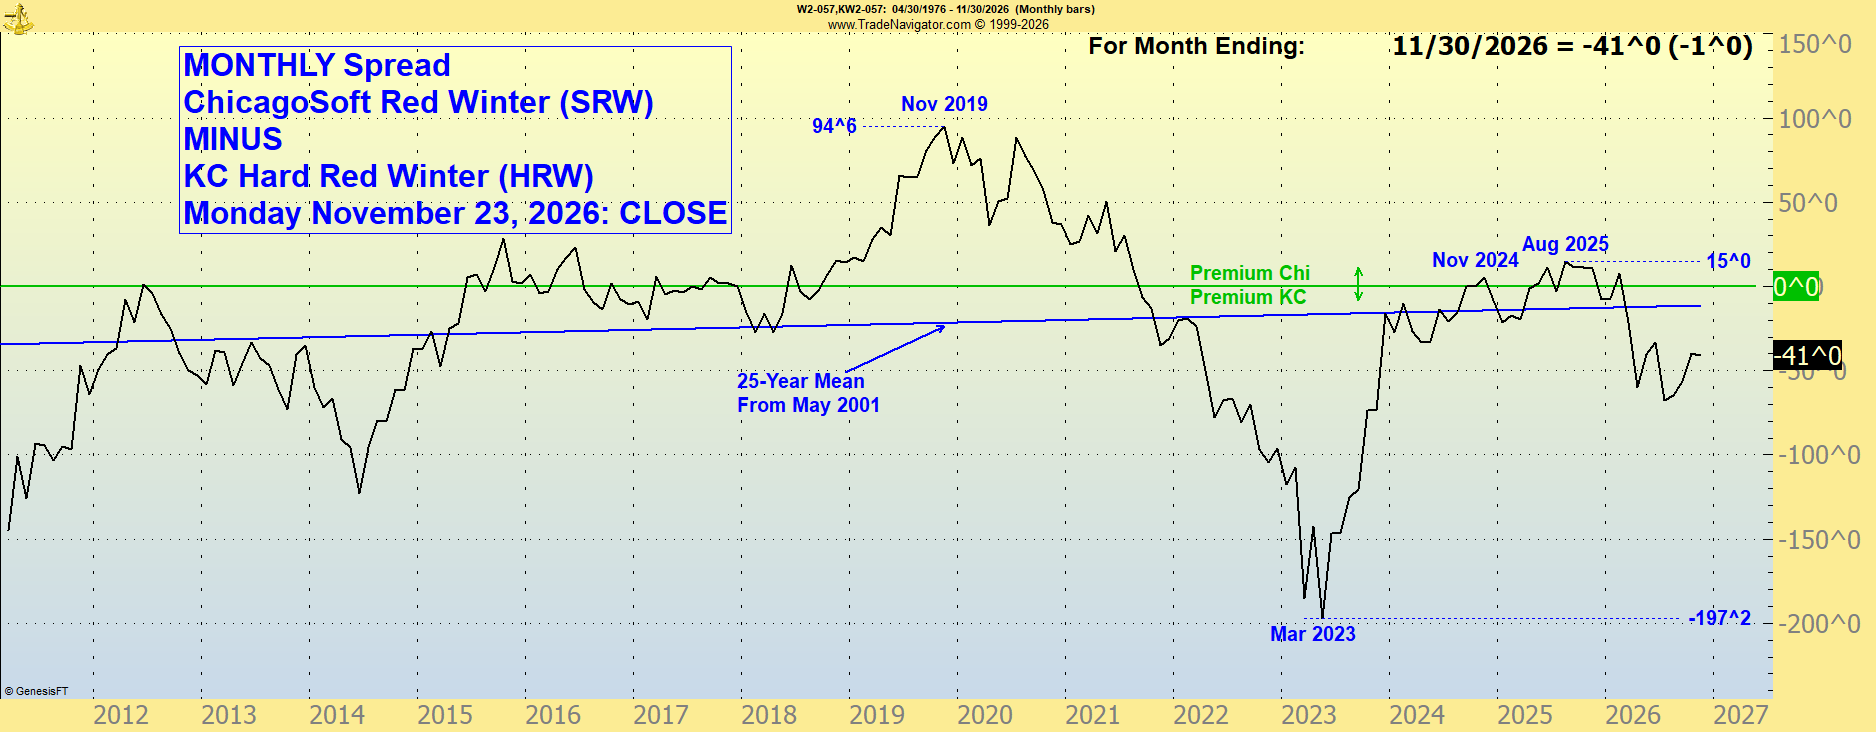 W2-057,KW2-057: 04/30/1976 - 11/30/2026 (Monthly bars)
www.TradeNavigator.com © 1999-2026
For Month Ending: 11/30/2026 = -41^0 (-1^0)
MONTHLY Spread
ChicagoSoft Red Winter (SRW)
MINUS
KC Hard Red Winter (HRW)
Monday November 23, 2026: CLOSE
Nov 2019
94^6
Nov 2024
Aug 2025
15^0
Premium Chi
Premium KC
25-Year Mean
From May 2001
Mar 2023
-197^2
150^0
100^0
50^0
0^0
-41^0
-50^0
-100^0
-150^0
-200^0
© GenesisFT
2012 2013 2014 2015 2016 2017 2018 2019 2020 2021 2022 2023 2024 2025 2026 2027